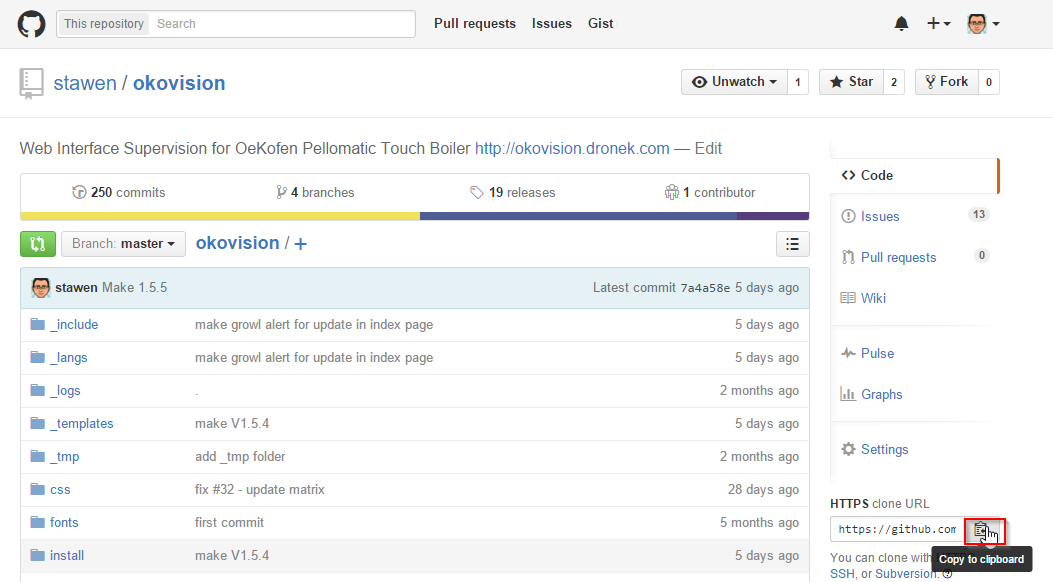 This repository Search Pull requests Issues Gist
stawen / okovision Unwatch 1 Star 2 Fork 0
Web Interface Supervision for OeKofen Pellomatic Touch Boiler http://okovision.dronek.com — Edit
250 commits 4 branches 19 releases 1 contributor
Branch: master okovision / +
stawen Make 1.5.5 Latest commit 7a4a58e 5 days ago
_include make growl alert for update in index page 5 days ago
_langs make growl alert for update in index page 5 days ago
_logs . 2 months ago
_templates make V1.5.4 5 days ago
_tmp add _tmp folder 2 months ago
css fix #32 - update matrix 28 days ago
fonts first commit 5 months ago
install make V1.5.4 5 days ago
Code
Issues 13
Pull requests 0
Wiki
Pulse
Graphs
Settings
HTTPS clone URL
https://github.com
You can clone with
Copy to clipboard
SSH, or Subversion.